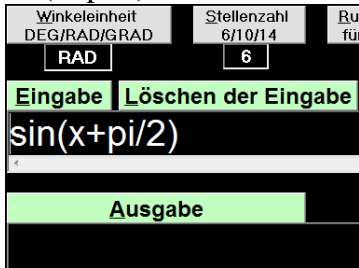 Winkeleinheit Stellenzahl
DEG/RAD/GRAD 6/10/14
RAD 6
Eingabe Löschen der Eingabe
sin(x+pi/2)
Ausgabe